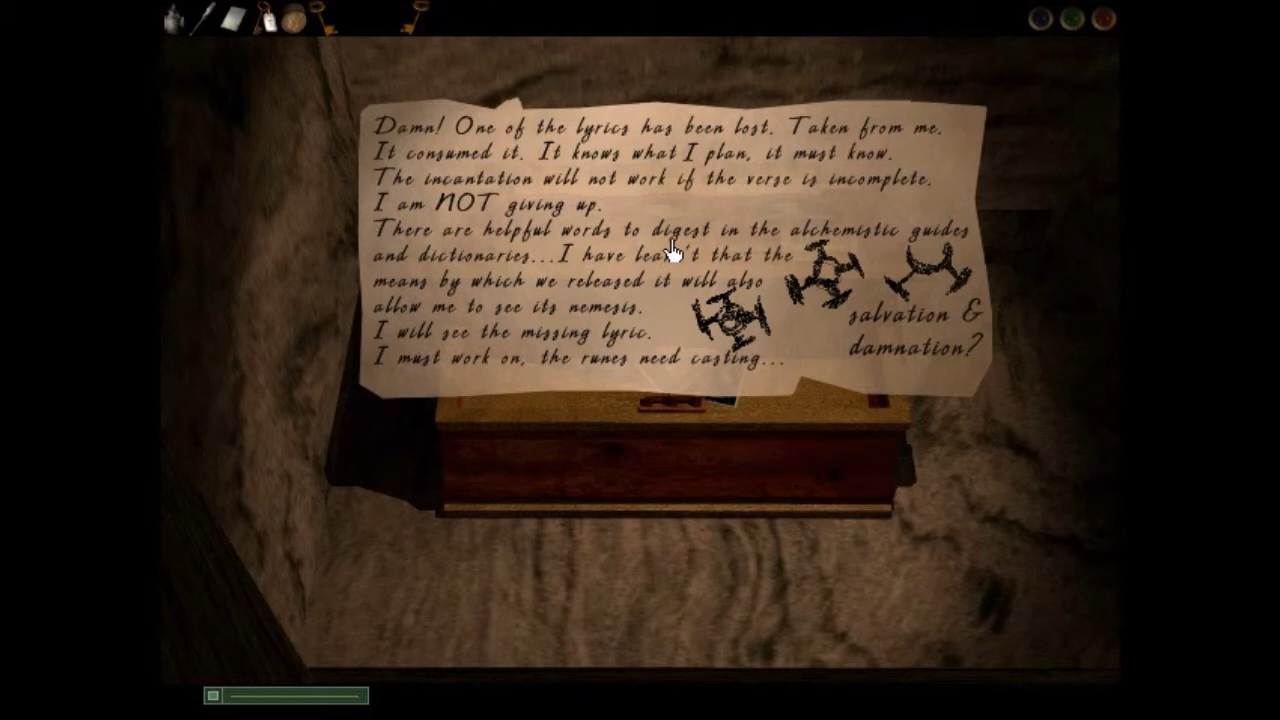 Damn! One of the lyrics has been lost. Taken from me.
It consumed it. It knows what I plan, it must know.
The incantation will not work if the verse is incomplete.
I am NOT giving up.
There are helpful words to digest in the alchemistic guides
and dictionaries...I have learn't that the
means by which we released it will also
allow me to see its nemesis.
I will see the missing lyric.
I must work on, the runes need casting...
salvation &
damnation?